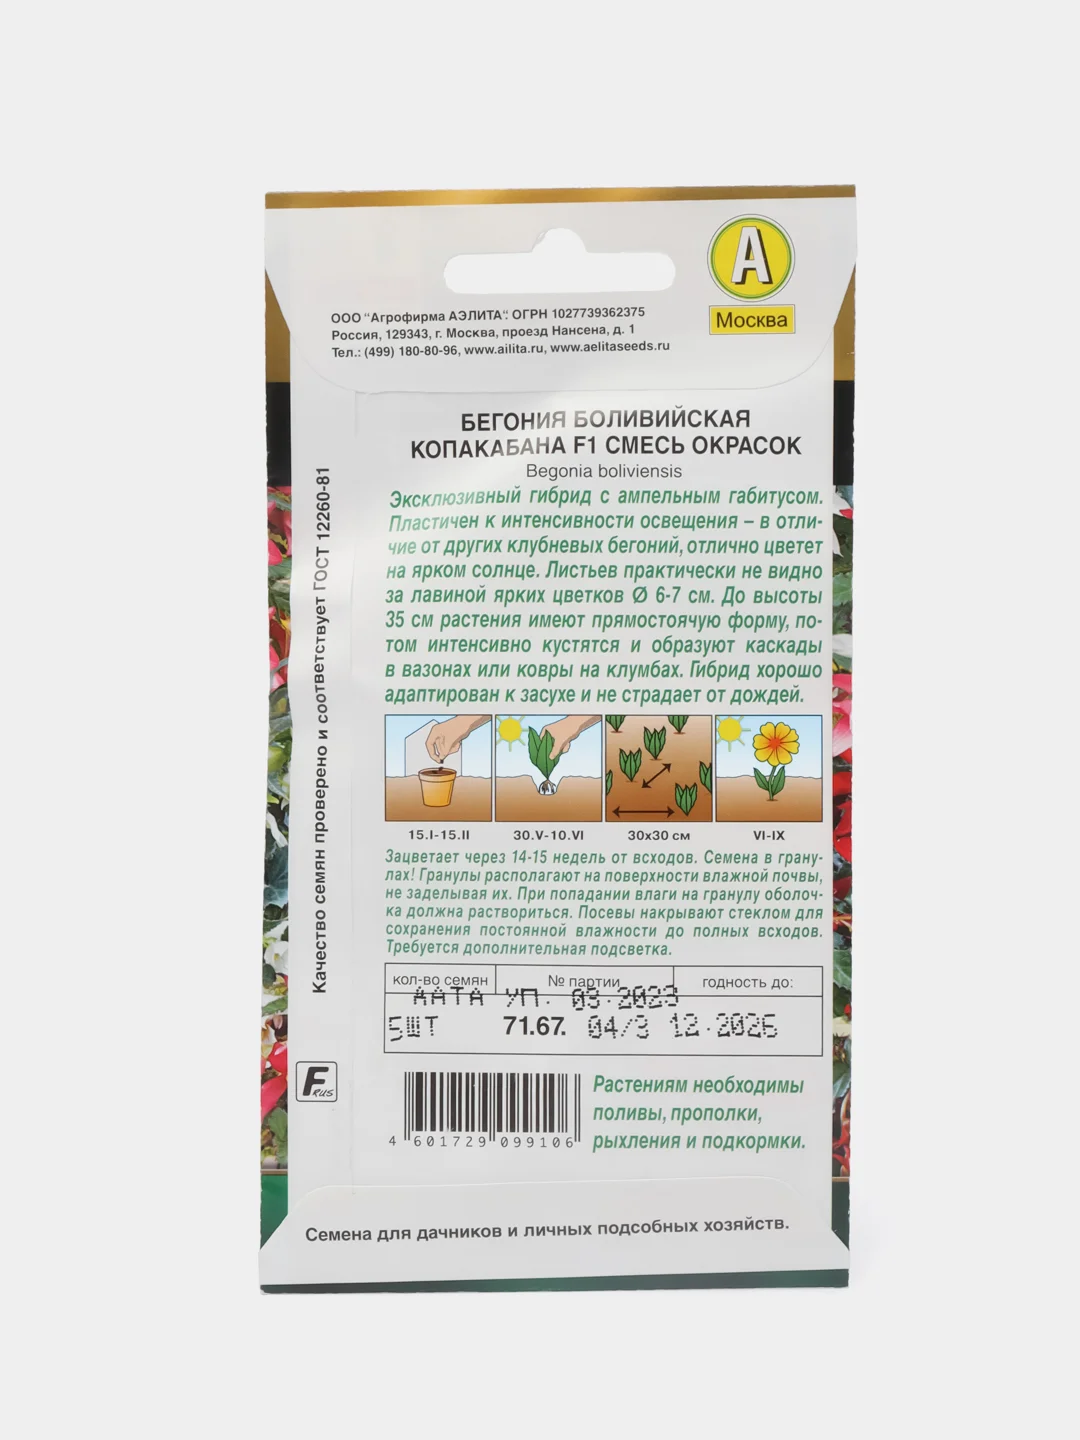 А
Москва
ООО "Агрофирма АЭЛИТА". ОГРН 1027739362375
Россия, 129343, г. Москва, проезд Нансена, д. 1
Тел.: (499) 180-80-96, www.ailita.ru, www.aelitaseeds.ru
БЕГОНИЯ БОЛИВИЙСКАЯ
КОПАКАБАНА F1 СМЕСЬ ОКРАСОК
Begonia boliviensis
Эксклюзивный гибрид с ампельным габитусом.
Пластичен к интенсивности освещения – в отли-
чие от других клубневых бегоний, отлично цветет
на ярком солнце. Листьев практически не видно
за лавиной ярких цветков Ø 6-7 см. До высоты
35 см растения имеют прямостоячую форму, по-
том интенсивно кустятся и образуют каскады
в вазонах или ковры на клумбах. Гибрид хорошо
адаптирован к засухе и не страдает от дождей.
15.I-15.II 30.V-10.VI 30х30 см VI-IX
Зацветает через 14-15 недель от всходов. Семена в грану-
лах! Гранулы располагают на поверхности влажной почвы,
не заделывая их. При попадании влаги на гранулу оболоч-
ка должна раствориться. Посевы накрывают стеклом для
сохранения постоянной влажности до полных всходов.
Требуется дополнительная подсветка.
кол-во семян № партии годность до:
ДАТА УП. 03.2023
5ШТ 71.67. 04/3 12.2026
Растениям необходимы
поливы, прополки,
рыхления и подкормки.
4 601729 099106
F RUS
Качество семян проверено и соответствует ГОСТ 12260-81
Семена для дачников и личных подсобных хозяйств.